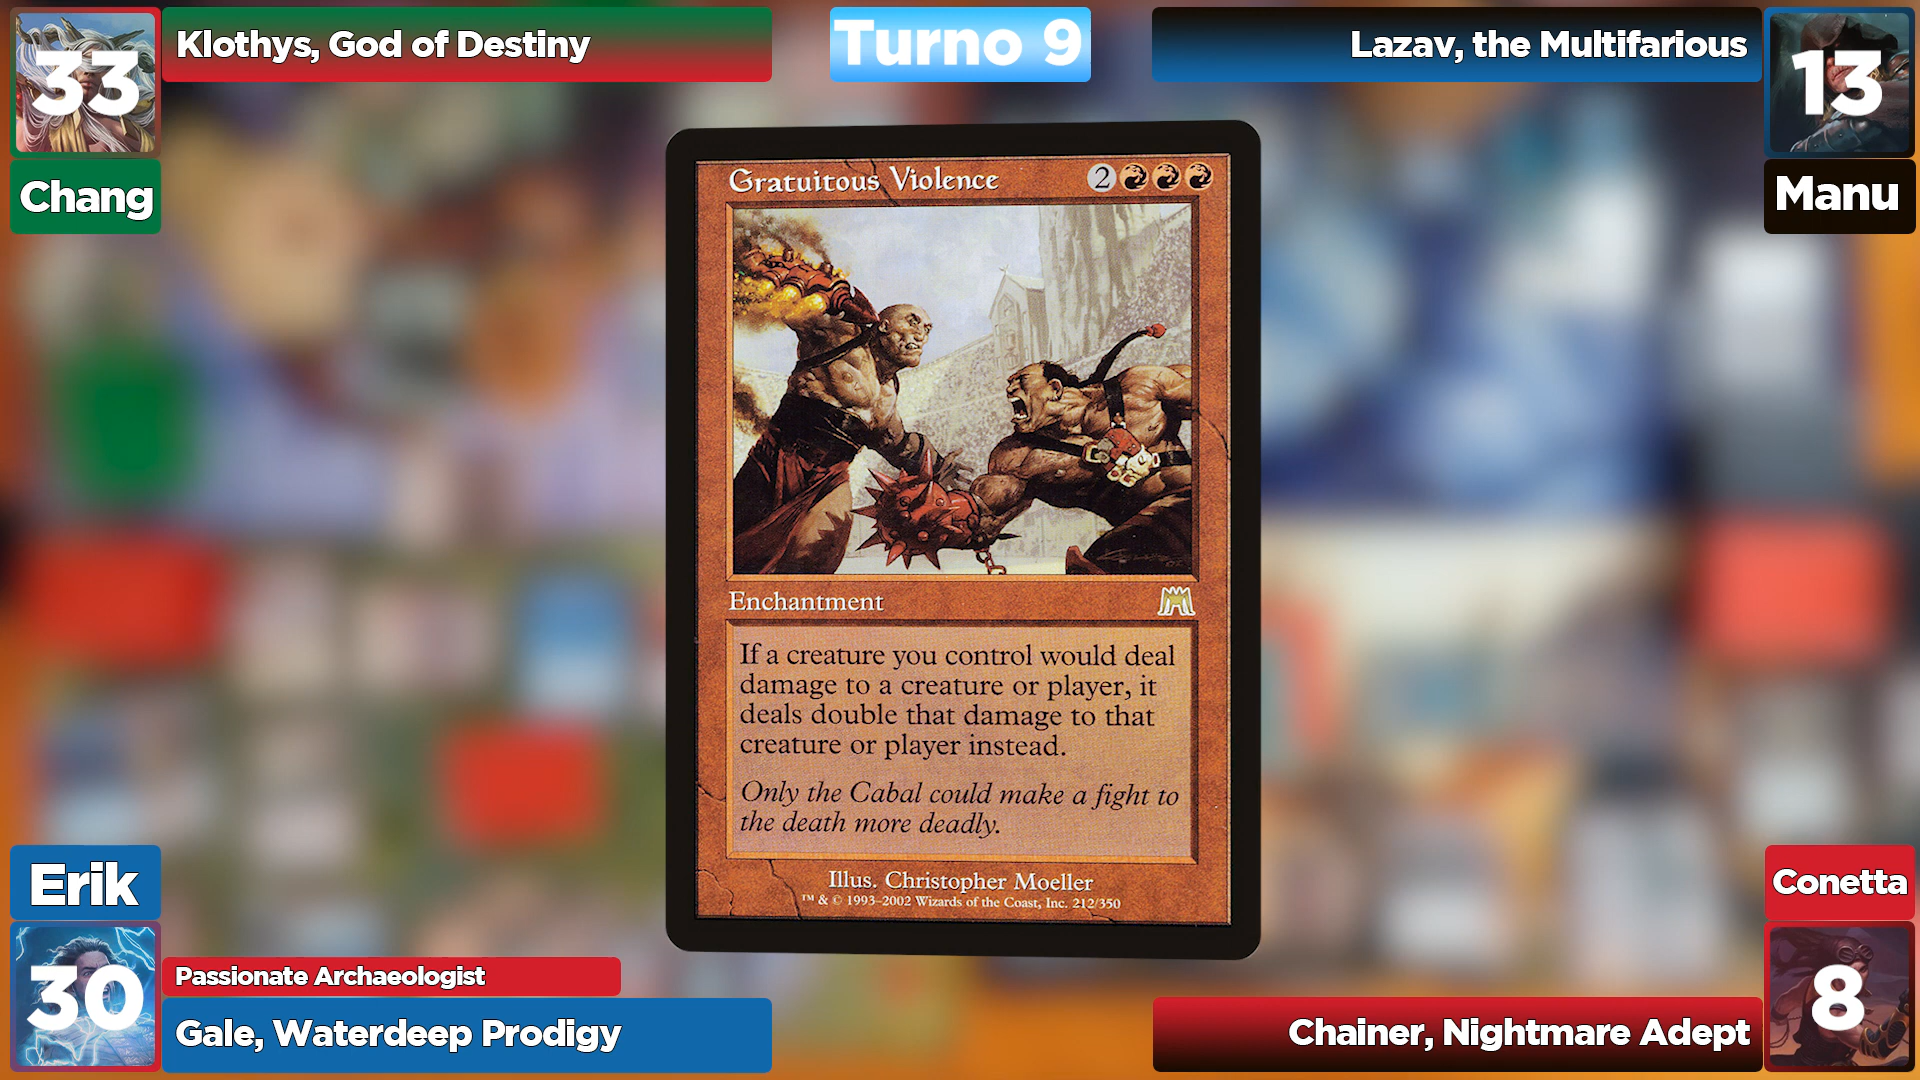 33
Klothys, God of Destiny
Chang
Turno 9
Lazav, the Multifarious
13
Manu
Gratuitous Violence 2
Enchantment
If a creature you control would deal
damage to a creature or player, it
deals double that damage to that
creature or player instead.
Only the Cabal could make a fight to
the death more deadly.
Illus. Christopher Moeller
™ & © 1993–2002 Wizards of the Coast, Inc. 212/350
Erik
30
Passionate Archaeologist
Gale, Waterdeep Prodigy
Conetta
8
Chainer, Nightmare Adept